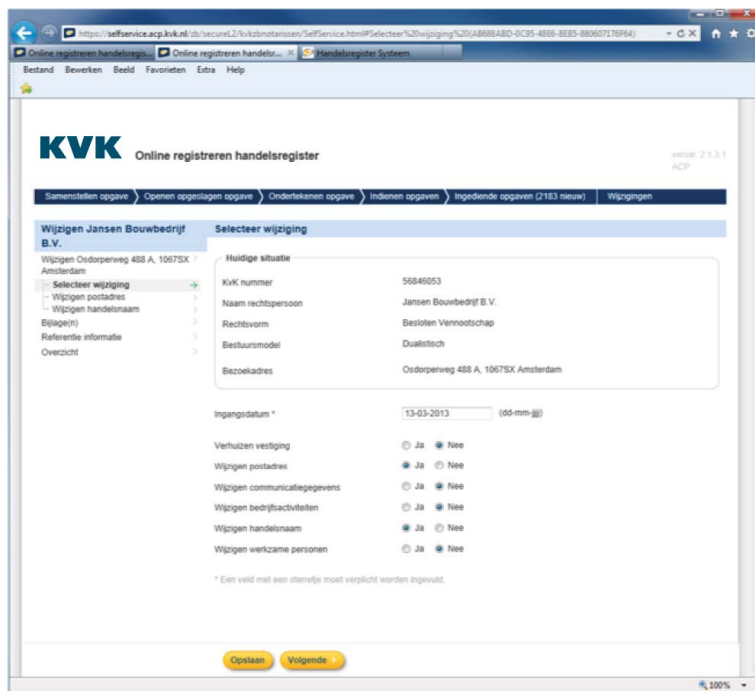 https://selfservice.acp.kvk.nl/zb/secureL2/kvkzbnotarissen/SelfService.html#Selecteer%20wijziging%20(AB688ABD-0C95-48E6-8EB5-880607176F64)
Online registreren handelsregis... Online registreren handelsr... Handelsregister Systeem
Bestand Bewerken Beeld Favorieten Extra Help
KVK Online registreren handelsregister
versie: 2.1.3.1
ACP
Samenstellen opgave Openen opgeslagen opgave Ondertekenen opgave Indienen opgaven Ingediende opgaven (2183 nieuw) Wijzigingen
Wijzigen Jansen Bouwbedrijf B.V.
Wijzigen Osdorperweg 488 A, 1067SX Amsterdam
Selecteer wijziging
Wijzigen postadres
Wijzigen handelsnaam
Bijlage(n)
Referentie informatie
Overzicht
Selecteer wijziging
Huidige situatie
KvK nummer 56846053
Naam rechtspersoon Jansen Bouwbedrijf B.V.
Rechtsvorm Besloten Vennootschap
Bestuursmodel Dualistisch
Bezoekadres Osdorperweg 488 A, 1067SX Amsterdam
Ingangsdatum * 13-03-2013 (dd-mm-jjjj)
Verhuizen vestiging Ja Nee
Wijzigen postadres Ja Nee
Wijzigen communicatiegegevens Ja Nee
Wijzigen bedrijfsactiviteiten Ja Nee
Wijzigen handelsnaam Ja Nee
Wijzigen werkzame personen Ja Nee
* Een veld met een sterretje moet verplicht worden ingevuld.
Opslaan Volgende
100%